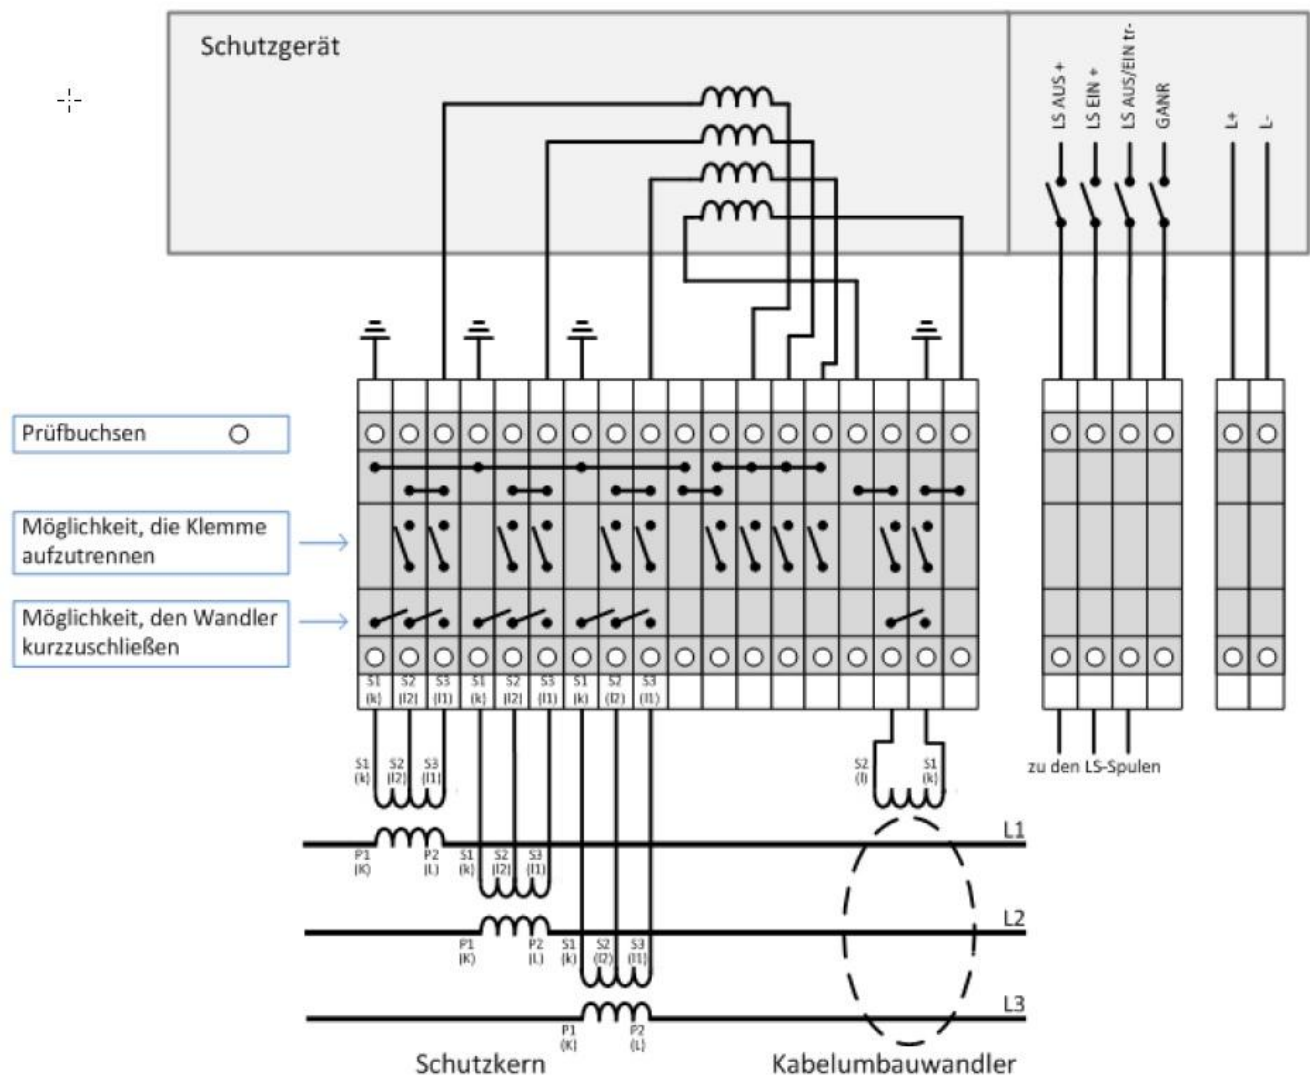 Schutzgerät
LS AUS +
LS EIN +
LS AUS/EIN tr-
GANR
L+
L-
Prüfbuchsen
Möglichkeit, die Klemme
aufzutrennen
Möglichkeit, den Wandler
kurzzuschließen
S1 S2 S3 S1 S2 S3 S1 S2 S3
(k) (l2) (l1) (k) (l2) (l1) (k) (l2) (l1)
S1 S2 S3
(k) (l2) (l1)
S2 S1
(l) (k)
zu den LS-Spulen
L1
P1 P2
(K) (L)
S1 S2 S3
(k) (l2) (l1)
L2
P1 P2
(K) (L)
S1 S2 S3
(k) (l2) (l1)
L3
P1 P2
(K) (L)
Schutzkern
Kabelumbauwandler